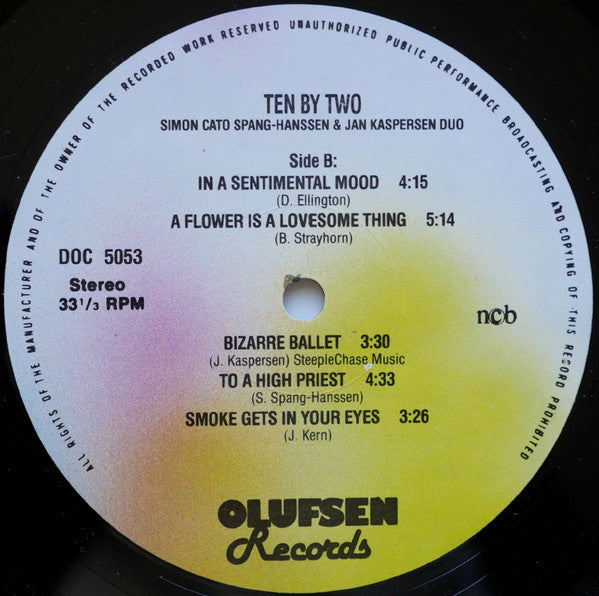 ALL RIGHTS OF THE MANUFACTURER AND OF THE OWNER OF THE RECORDED WORK RESERVED UNAUTHORIZED PUBLIC PERFORMANCE BROADCASTING AND COPYING OF THIS RECORD PROHIBITED
TEN BY TWO
SIMON CATO SPANG-HANSSEN & JAN KASPERSEN DUO
Side B:
IN A SENTIMENTAL MOOD 4:15
(D. Ellington)
A FLOWER IS A LOVESOME THING 5:14
(B. Strayhorn)
DOC 5053
Stereo
33 1/3 RPM
ncb
BIZARRE BALLET 3:30
(J. Kaspersen) SteepleChase Music
TO A HIGH PRIEST 4:33
(S. Spang-Hanssen)
SMOKE GETS IN YOUR EYES 3:26
(J. Kern)
OLUFSEN
Records